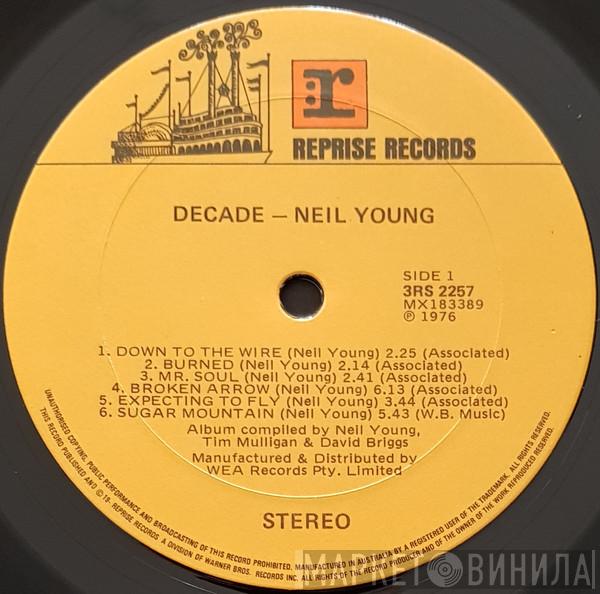 r
REPRISE RECORDS
DECADE – NEIL YOUNG
SIDE 1
3RS 2257
MX183389
℗ 1976
1. DOWN TO THE WIRE (Neil Young) 2.25 (Associated)
2. BURNED (Neil Young) 2.14 (Associated)
3. MR. SOUL (Neil Young) 2.41 (Associated)
4. BROKEN ARROW (Neil Young) 6.13 (Associated)
5. EXPECTING TO FLY (Neil Young) 3.44 (Associated)
6. SUGAR MOUNTAIN (Neil Young) 5.43 (W.B. Music)
Album compiled by Neil Young,
Tim Mulligan & David Briggs
Manufactured & Distributed by
WEA Records Pty. Limited
STEREO
UNAUTHORISED COPYING, PUBLIC PERFORMANCE AND BROADCASTING OF THIS RECORD PROHIBITED. MANUFACTURED IN AUSTRALIA BY A REGISTERED USER OF THE TRADEMARK. ALL RIGHTS RESERVED.
THIS RECORD PUBLISHED AND © 19- REPRISE RECORDS A DIVISION OF WARNER BROS. RECORDS INC. ALL RIGHTS OF THE RECORD PRODUCER AND OF THE OWNER OF THE WORK REPRODUCED RESERVED.
МАРКЕТ ВИНИЛА